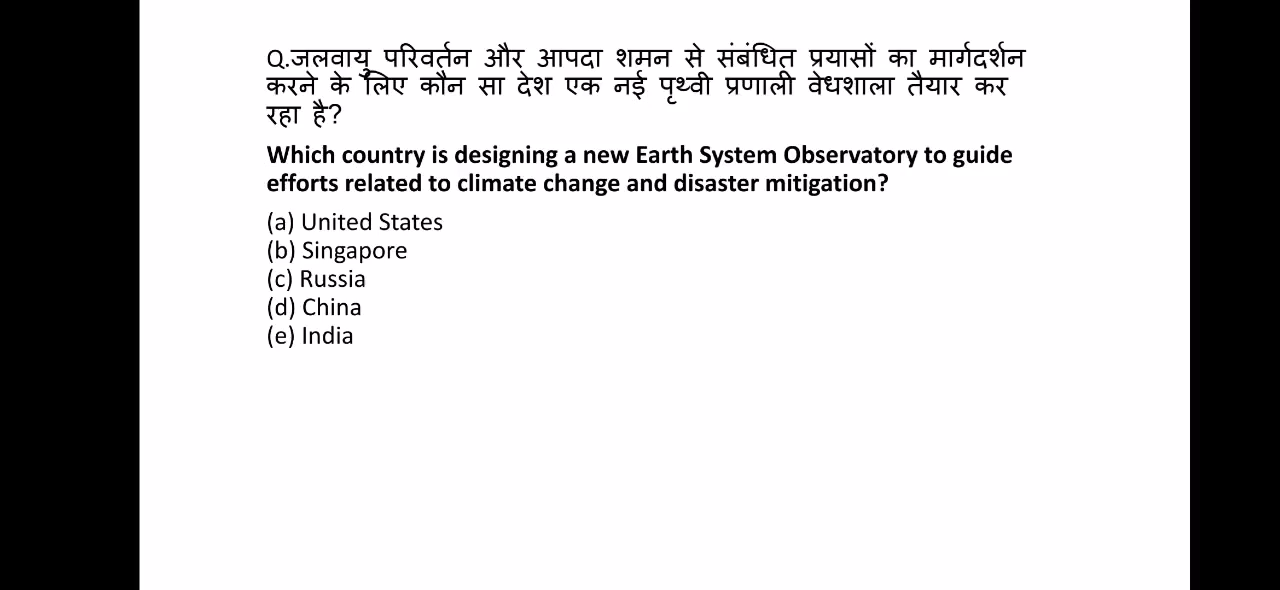 Q.जलवायु परिवर्तन और आपदा शमन से संबंधित प्रयासों का मार्गदर्शन
करने के लिए कौन सा देश एक नई पृथ्वी प्रणाली वेधशाला तैयार कर
रहा है?
Which country is designing a new Earth System Observatory to guide
efforts related to climate change and disaster mitigation?
(a) United States
(b) Singapore
(c) Russia
(d) China
(e) India